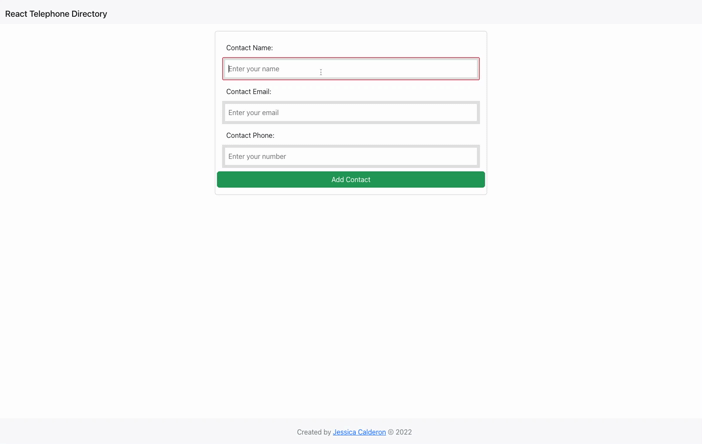 React Telephone Directory
Contact Name:
Enter your name
Contact Email:
Enter your email
Contact Phone:
Enter your number
Add Contact
Created by Jessica Calderon © 2022